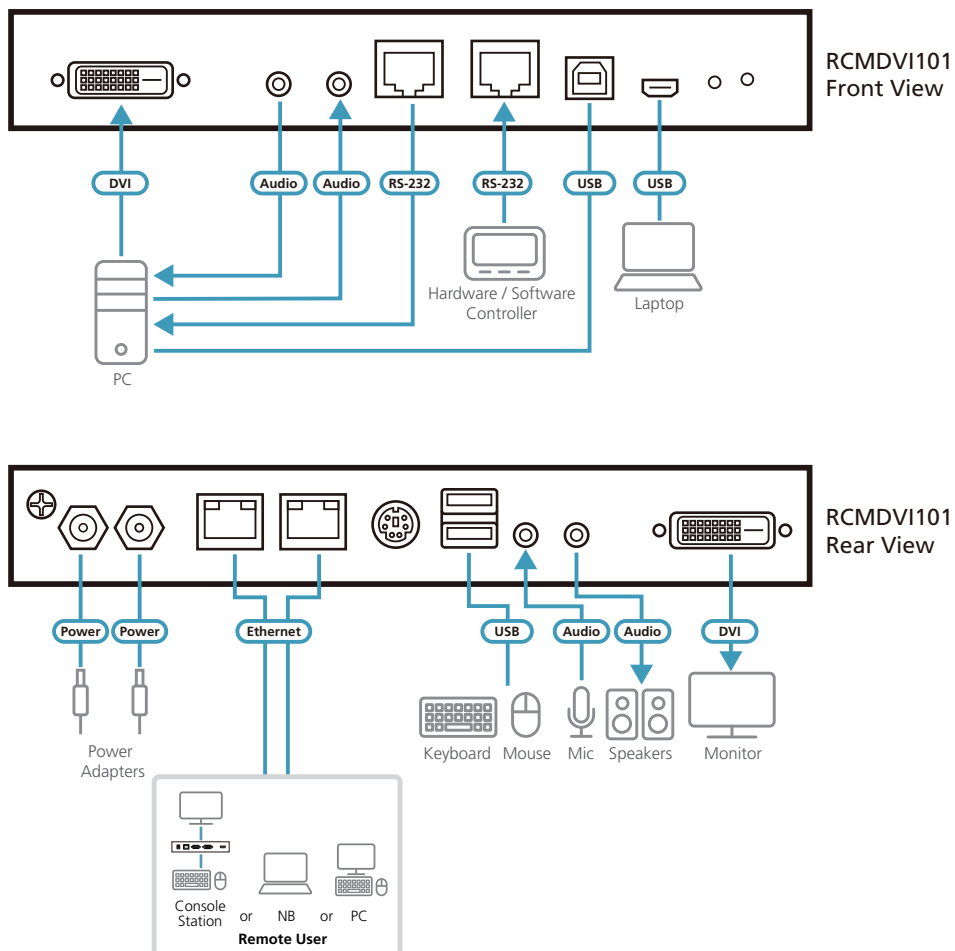 RCMDVI101
Front View
DVI
Audio
Audio
RS-232
RS-232
USB
USB
Hardware / Software
Controller
Laptop
PC
RCMDVI101
Rear View
Power
Power
Ethernet
USB
Audio
Audio
DVI
Power
Adapters
Keyboard
Mouse
Mic
Speakers
Monitor
Console
Station
or
NB
or
PC
Remote User